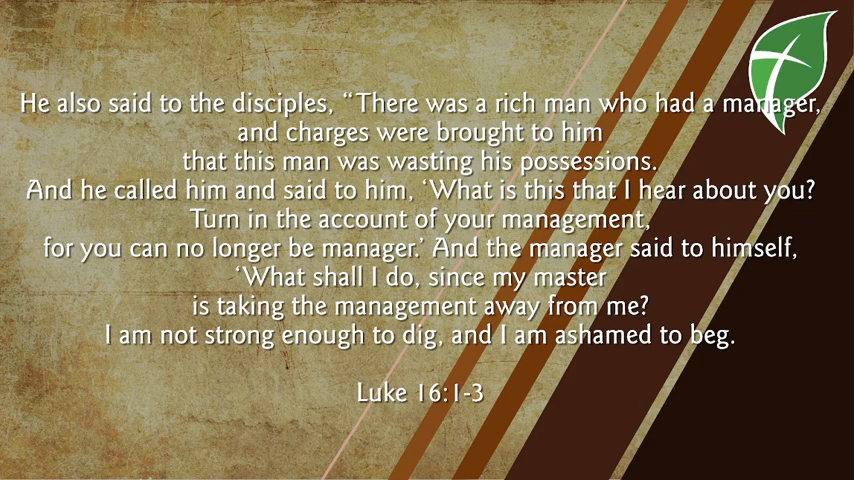 He also said to the disciples, “There was a rich man who had a manager,
and charges were brought to him
that this man was wasting his possessions.
And he called him and said to him, ‘What is this that I hear about you?
Turn in the account of your management,
for you can no longer be manager.’ And the manager said to himself,
‘What shall I do, since my master
is taking the management away from me?
I am not strong enough to dig, and I am ashamed to beg.
Luke 16:1-3